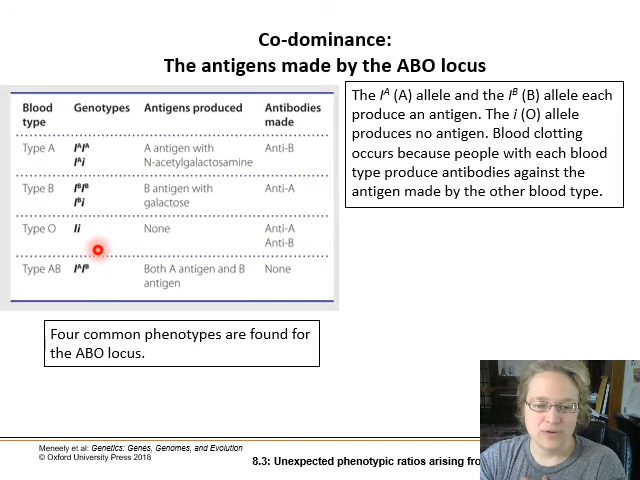 Co-dominance:
The antigens made by the ABO locus
Blood type Genotypes Antigens produced Antibodies made
Type A IᴬIᴬ A antigen with Anti-B
Iᴬi N-acetylgalactosamine
Type B IᴮIᴮ B antigen with Anti-A
Iᴮi galactose
Type O Ii None Anti-A
Anti-B
Type AB IᴬIᴮ Both A antigen and B None
antigen
The Iᴬ (A) allele and the Iᴮ (B) allele each
produce an antigen. The i (O) allele
produces no antigen. Blood clotting
occurs because people with each blood
type produce antibodies against the
antigen made by the other blood type.
Four common phenotypes are found for
the ABO locus.
Meneely et al: Genetics: Genes, Genomes, and Evolution
© Oxford University Press 2018
8.3: Unexpected phenotypic ratios arising fro